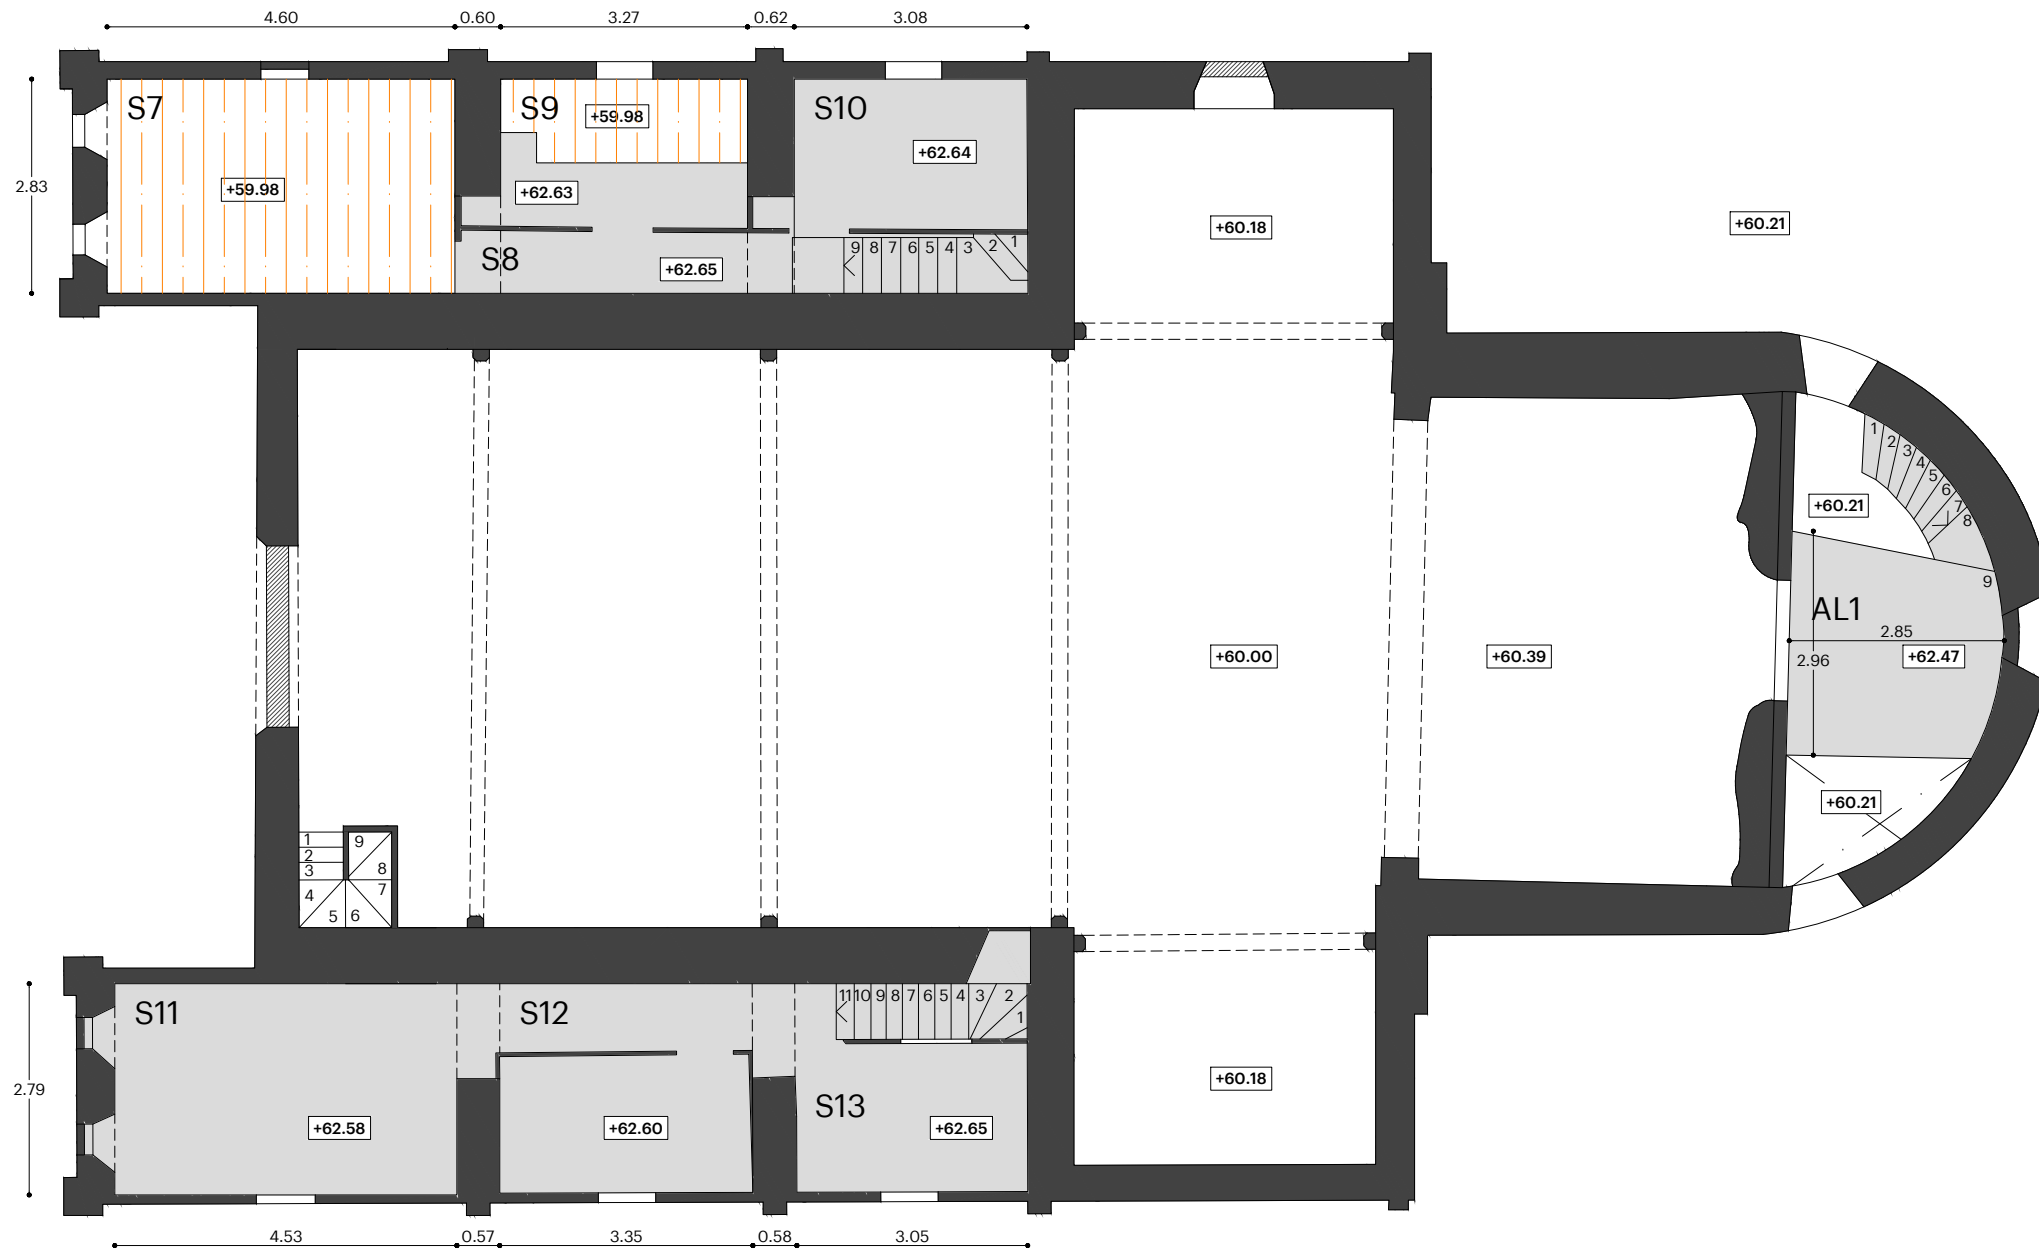 4.60 0.60 3.27 0.62 3.08
S7 S9 S10
+59.98
+62.64
2.83
+59.98 +62.63
+60.18 +60.21
S8 +62.65
9 8 7 6 5 4 3 2 1
1 2 3 4 5 6 7 8 9
+60.21
AL1
2.85
2.96
+62.47
+60.00 +60.39
+60.21
1
2
3
4 5 6 7 8 9
S11 S12
11 10 9 8 7 6 5 4 3 2 1
2.79
+60.18
S13
+62.58 +62.60 +62.65
4.53 0.57 3.35 0.58 3.05